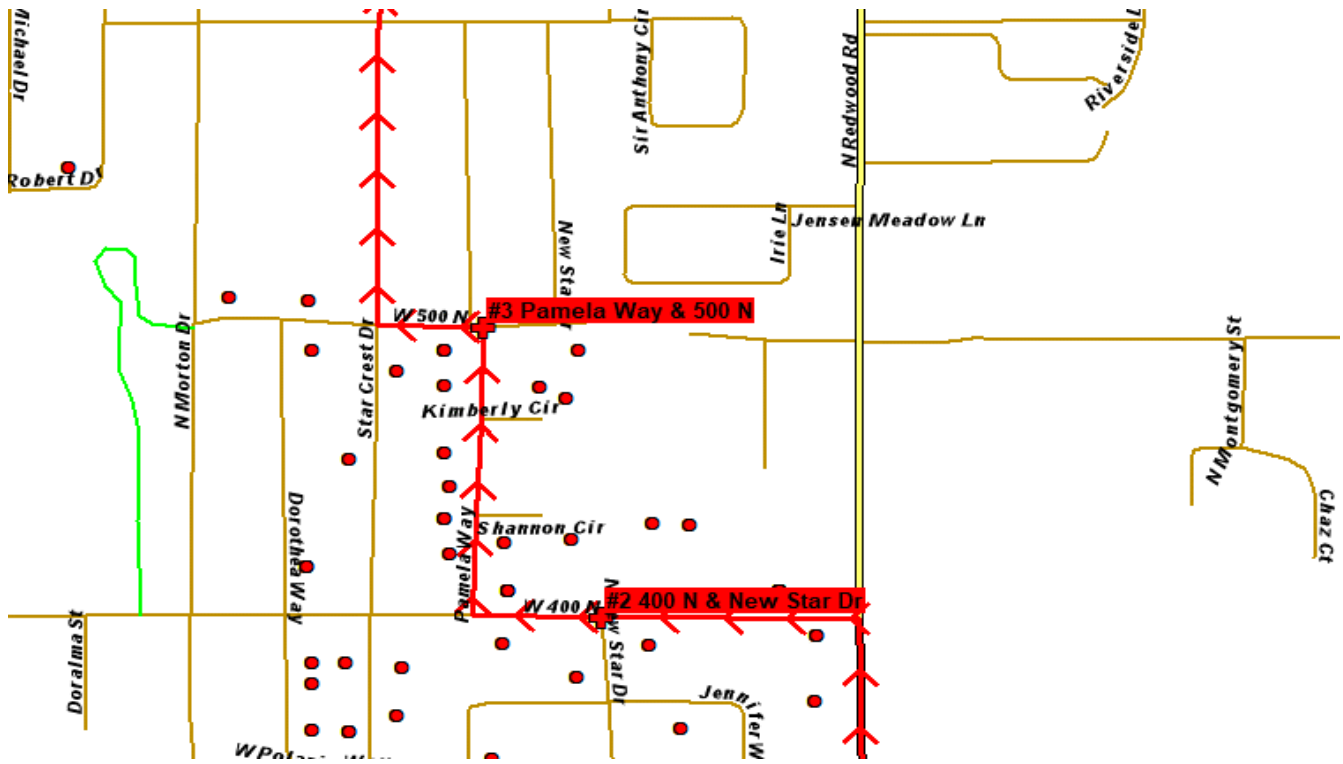 Michael Dr
Sir Anthony Cir
N Redwood Rd
Riverside L
Robert Dr
New Star
Irie Ln
Jensen Meadow Ln
#3 Pamela Way & 500 N
W 500 N
N Morton Dr
Star Crest Dr
N Montgomery St
Kimberly Cir
Dorothea Way
Pamela Way
Shannon Cir
Chaz Ct
#2 400 N & New Star Dr
W 400 N
New Star Dr
Doralma St
Jennifer W